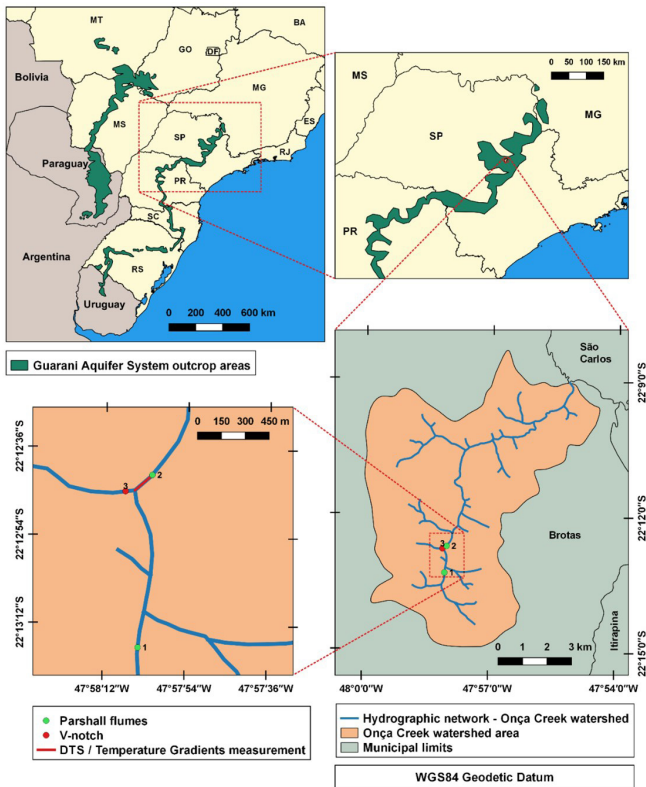 MT
BA
GO
DF
Bolivia
MG
MS
ES
SP
RJ
Paraguay
PR
SC
Argentina
RS
Uruguay
0 200 400 600 km
Guarani Aquifer System outcrop areas
0 50 100 150 km
MS
MG
SP
PR
São
Carlos
22°9'0"S
22°12'0"S
Brotas
3
2
1
Itirapina
0 1 2 3 km
22°15'0"S
48°0'0"W 47°57'0"W 47°54'0"W
0 150 300 450 m
22°12'36"S
2
3
22°12'54"S
22°13'12"S
1
47°58'12"W 47°57'54"W 47°57'36"W
Parshall flumes
V-notch
DTS / Temperature Gradients measurement
Hydrographic network - Onça Creek watershed
Onça Creek watershed area
Municipal limits
WGS84 Geodetic Datum